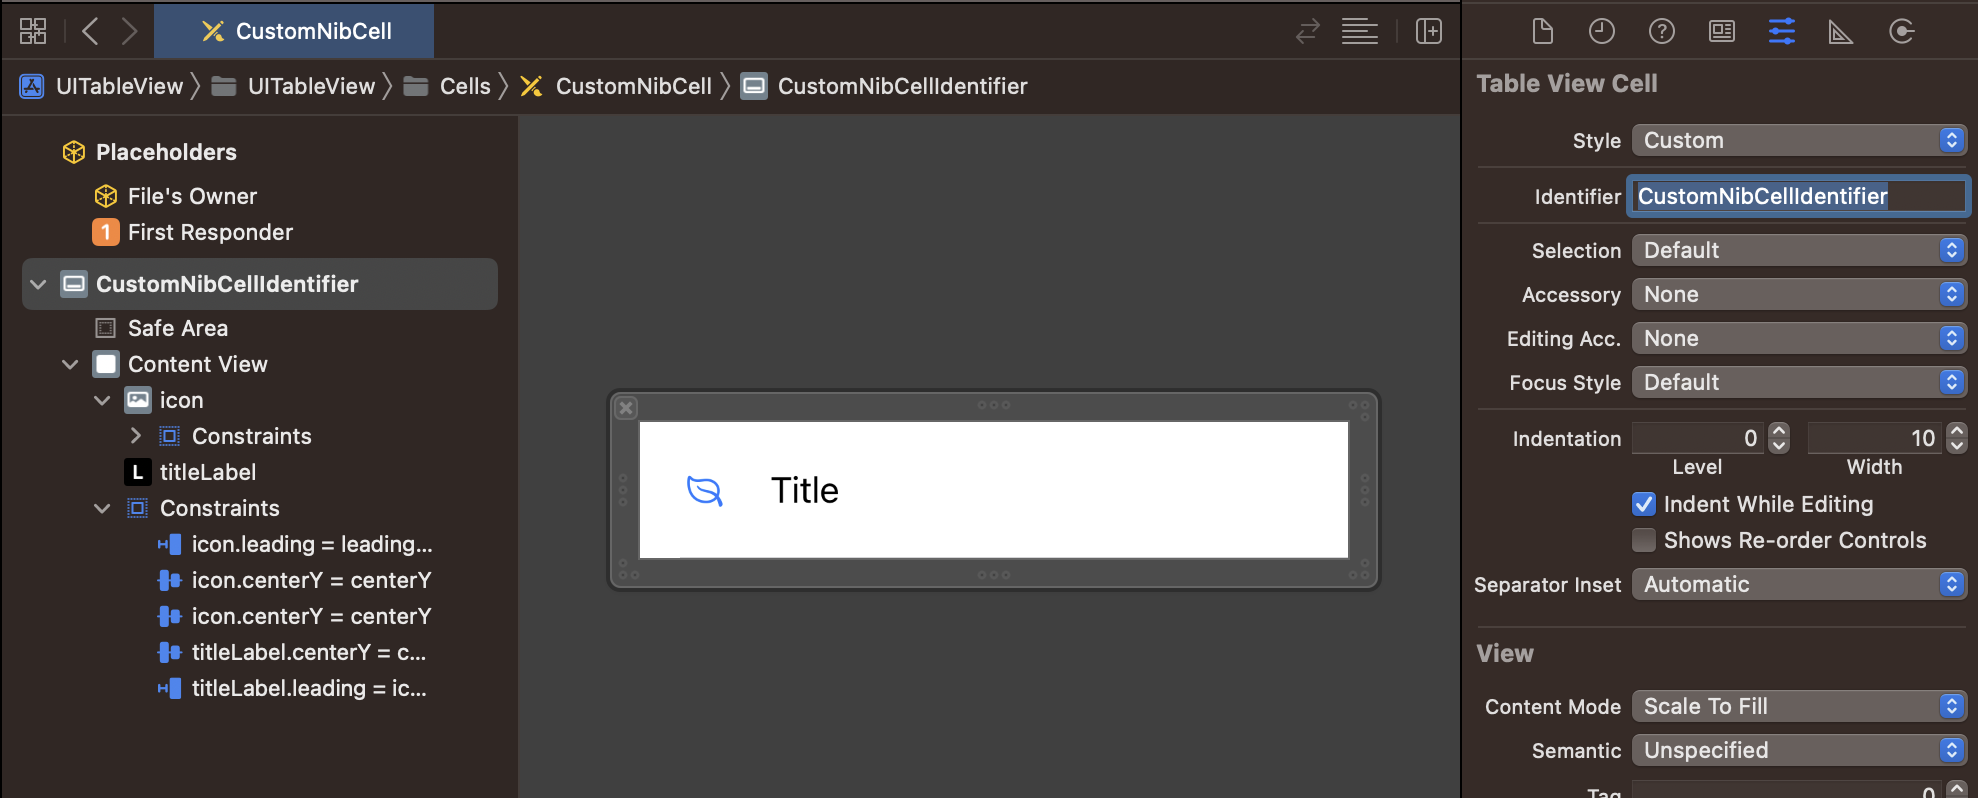 CustomNibCell
UITableView
UITableView
Cells
CustomNibCell
CustomNibCellIdentifier
Placeholders
File's Owner
1
First Responder
CustomNibCellIdentifier
Safe Area
Content View
icon
Constraints
L
titleLabel
Constraints
icon.leading = leading...
icon.centerY = centerY
icon.centerY = centerY
titleLabel.centerY = c...
titleLabel.leading = ic...
Title
Table View Cell
Style Custom
Identifier CustomNibCellIdentifier
Selection Default
Accessory None
Editing Acc. None
Focus Style Default
Indentation 0 10
Level Width
Indent While Editing
Shows Re-order Controls
Separator Inset Automatic
View
Content Mode Scale To Fill
Semantic Unspecified
Tag 0